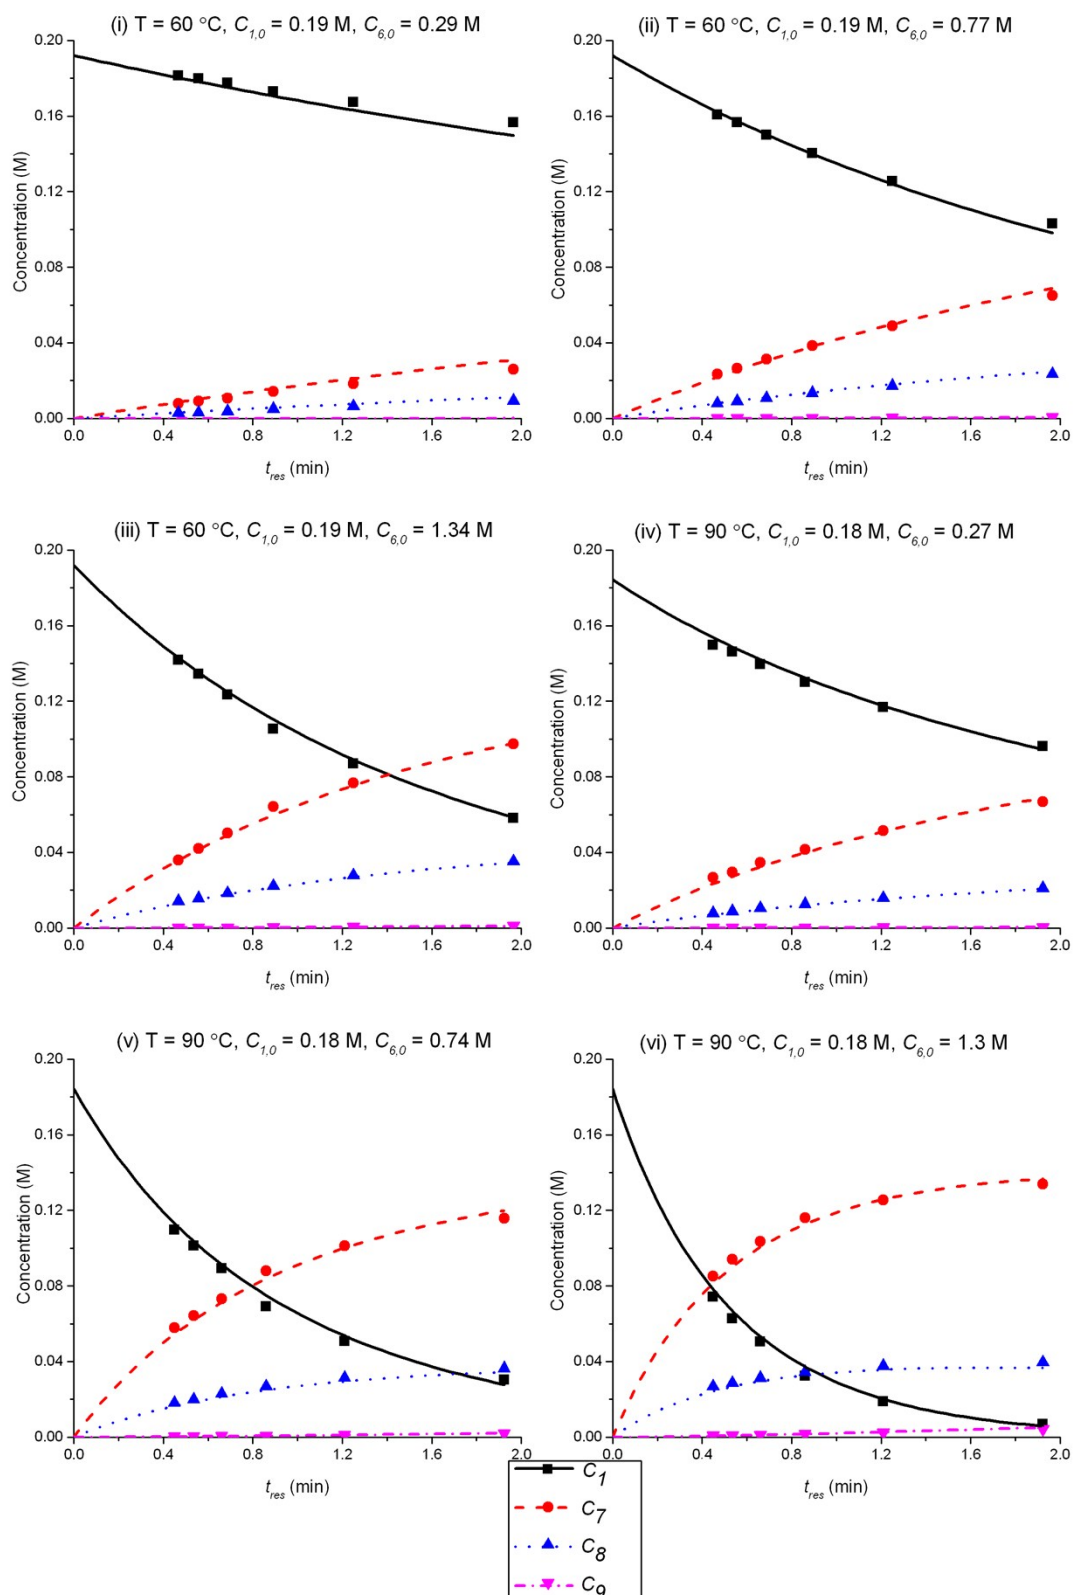 (i) T = 60 °C, C1,0 = 0.19 M, C6,0 = 0.29 M
0.20
0.16
0.12
0.08
0.04
0.00
Concentration (M)
0.0 0.4 0.8 1.2 1.6 2.0
tres (min)
(ii) T = 60 °C, C1,0 = 0.19 M, C6,0 = 0.77 M
0.20
0.16
0.12
0.08
0.04
0.00
Concentration (M)
0.0 0.4 0.8 1.2 1.6 2.0
tres (min)
(iii) T = 60 °C, C1,0 = 0.19 M, C6,0 = 1.34 M
0.20
0.16
0.12
0.08
0.04
0.00
Concentration (M)
0.0 0.4 0.8 1.2 1.6 2.0
tres (min)
(iv) T = 90 °C, C1,0 = 0.18 M, C6,0 = 0.27 M
0.20
0.16
0.12
0.08
0.04
0.00
Concentration (M)
0.0 0.4 0.8 1.2 1.6 2.0
tres (min)
(v) T = 90 °C, C1,0 = 0.18 M, C6,0 = 0.74 M
0.20
0.16
0.12
0.08
0.04
0.00
Concentration (M)
0.0 0.4 0.8 1.2 1.6 2.0
tres (min)
(vi) T = 90 °C, C1,0 = 0.18 M, C6,0 = 1.3 M
0.20
0.16
0.12
0.08
0.04
0.00
Concentration (M)
0.0 0.4 0.8 1.2 1.6 2.0
tres (min)
C1
C7
C8
C9